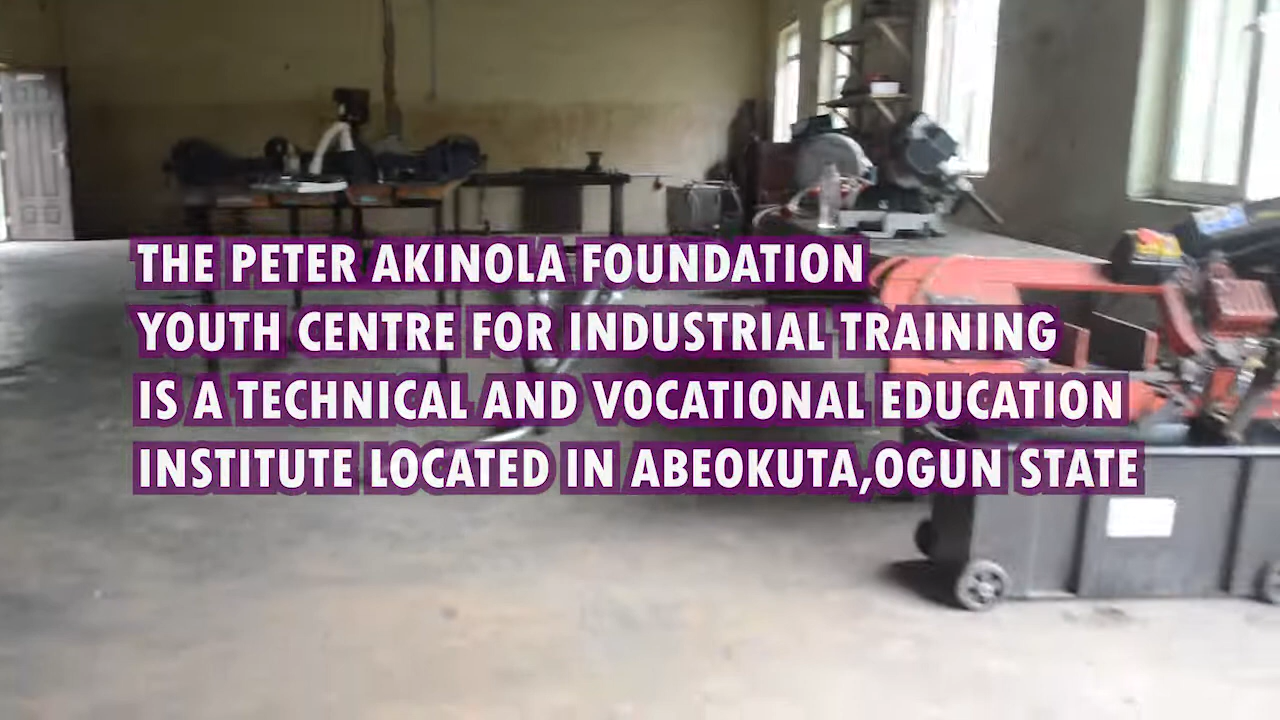 THE PETER AKINOLA FOUNDATION
YOUTH CENTRE FOR INDUSTRIAL TRAINING
IS A TECHNICAL AND VOCATIONAL EDUCATION
INSTITUTE LOCATED IN ABEOKUTA,OGUN STATE